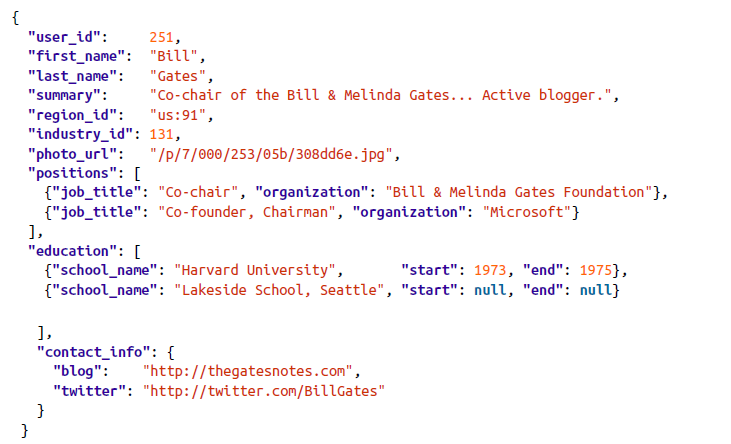 {
  "user_id":     251,
  "first_name":  "Bill",
  "last_name":   "Gates",
  "summary":     "Co-chair of the Bill & Melinda Gates... Active blogger.",
  "region_id":   "us:91",
  "industry_id": 131,
  "photo_url":   "/p/7/000/253/05b/308dd6e.jpg",
  "positions": [
    {"job_title": "Co-chair", "organization": "Bill & Melinda Gates Foundation"},
    {"job_title": "Co-founder, Chairman", "organization": "Microsoft"}
  ],
  "education": [
    {"school_name": "Harvard University",       "start": 1973, "end": 1975},
    {"school_name": "Lakeside School, Seattle", "start": null, "end": null}
  ],
  "contact_info": {
    "blog":    "http://thegatesnotes.com",
    "twitter": "http://twitter.com/BillGates"
  }
}